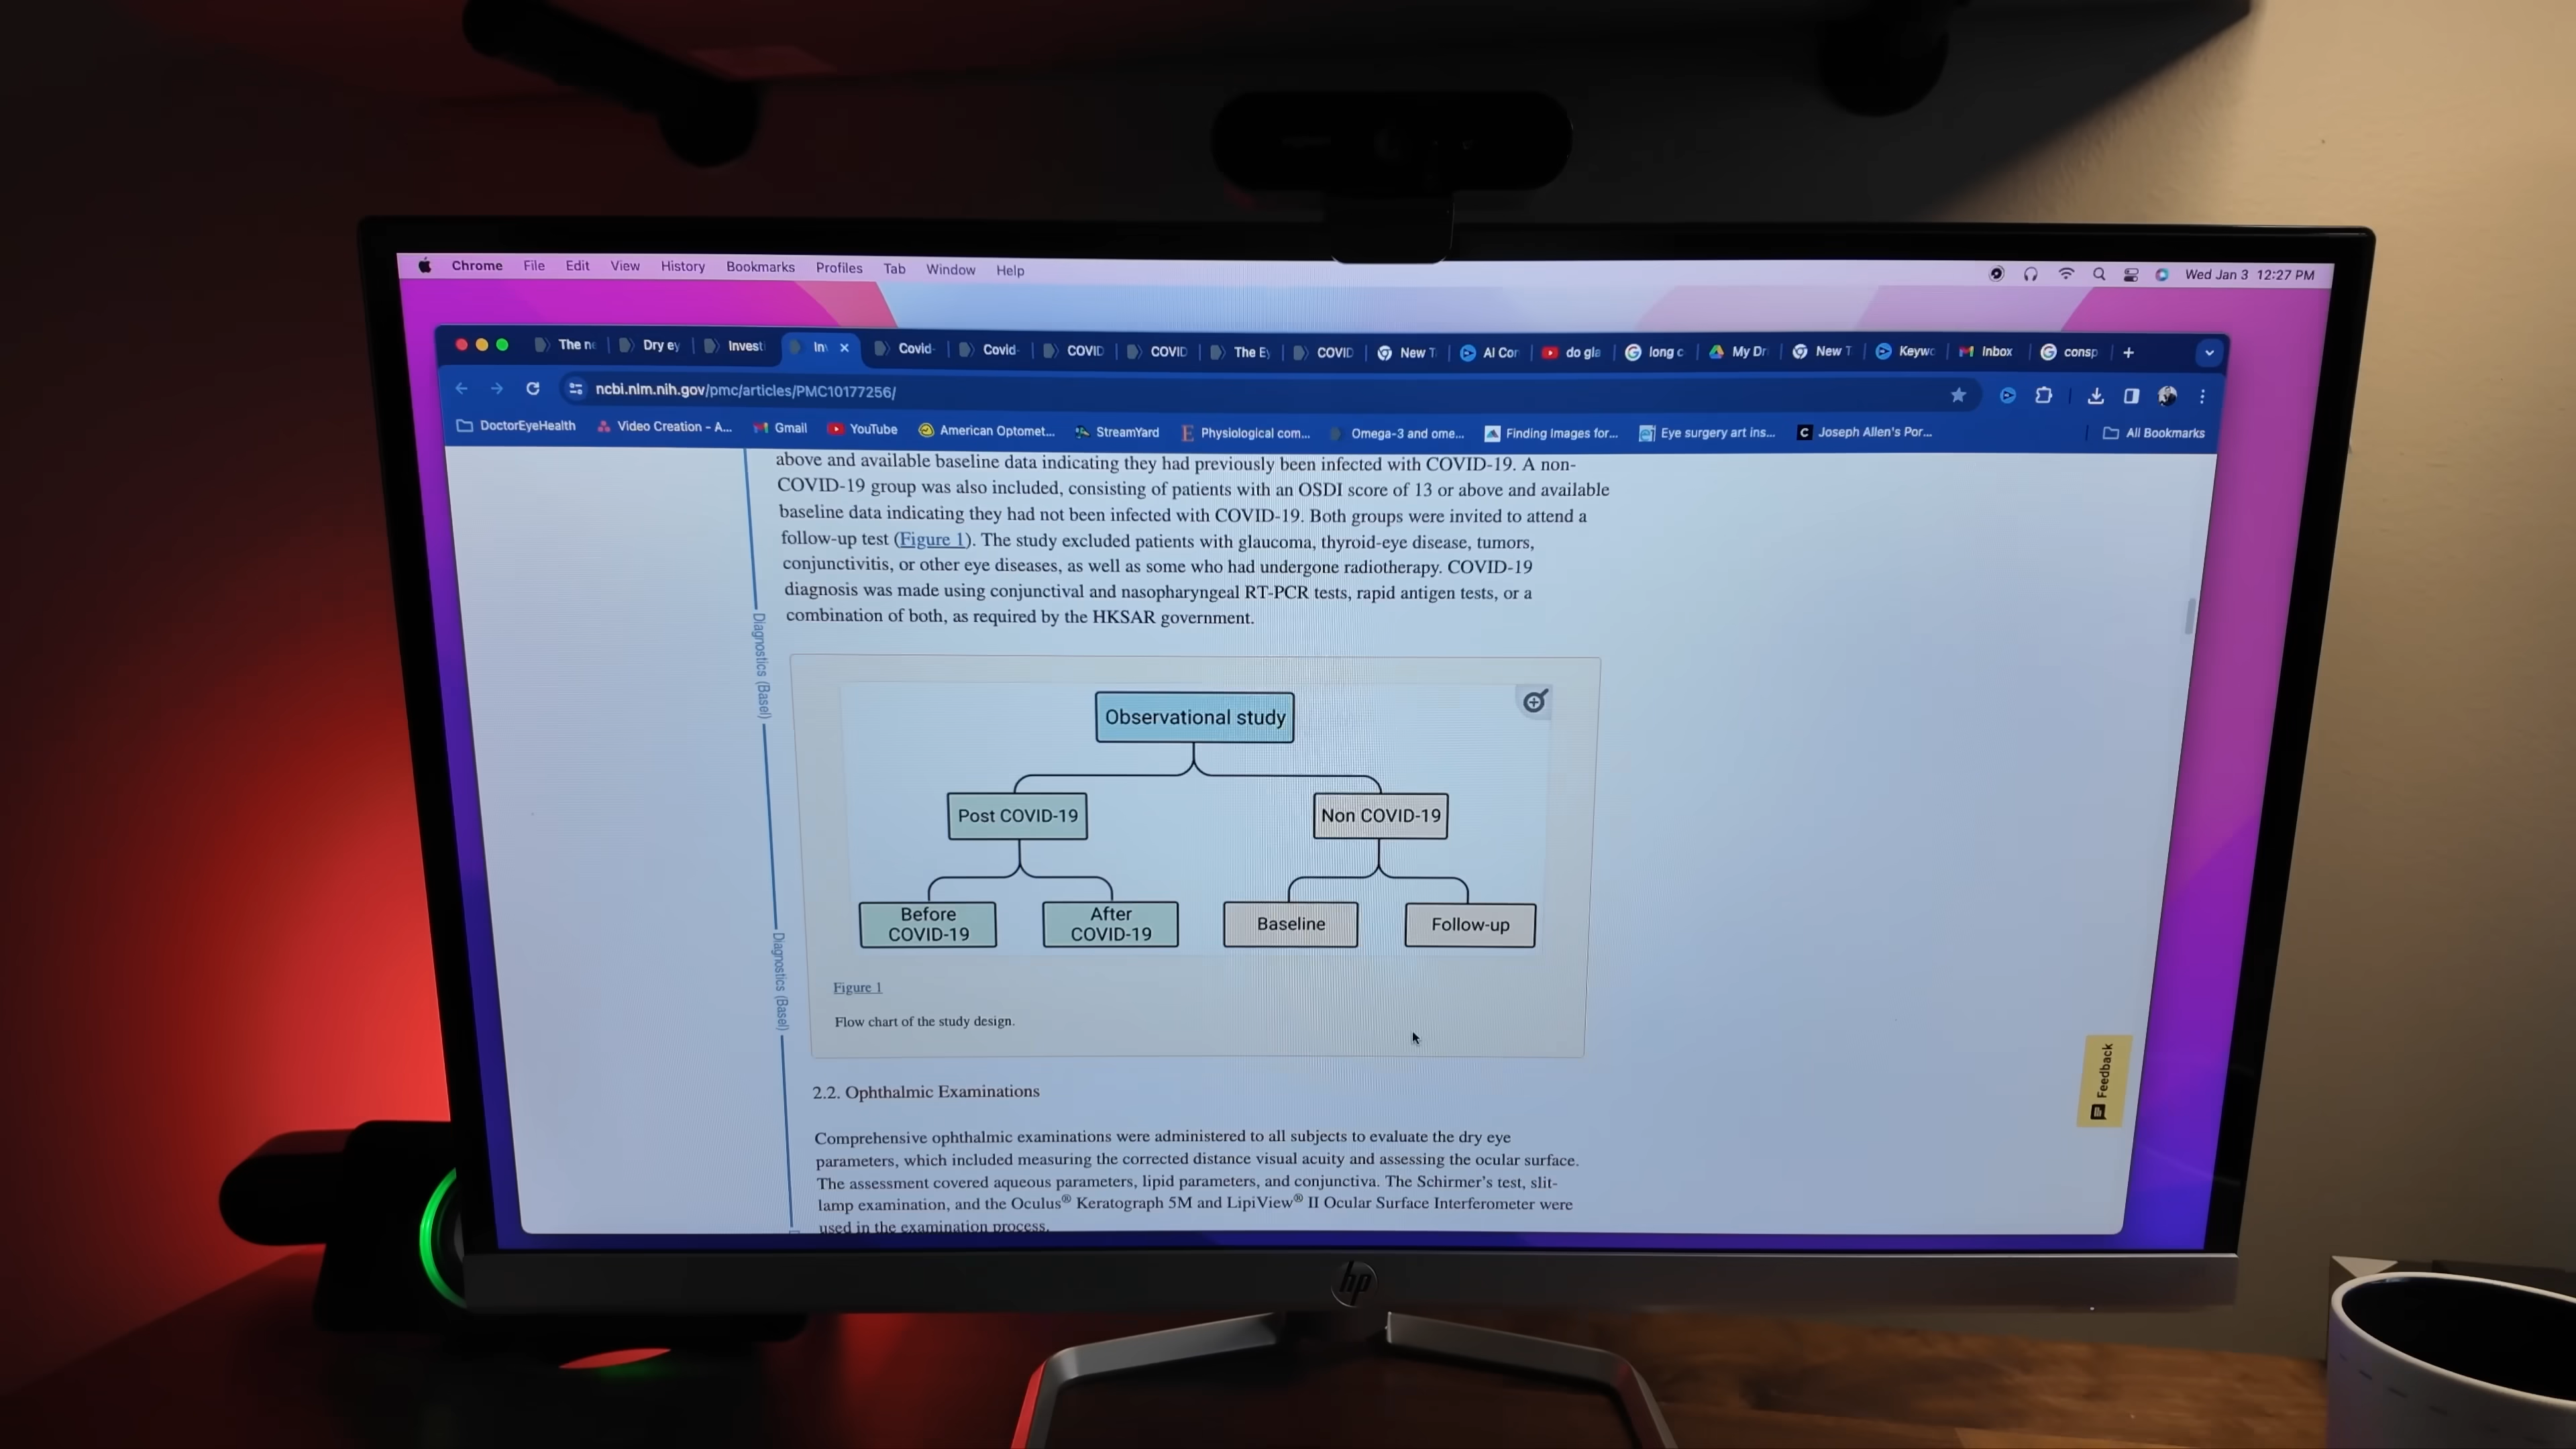 Chrome File Edit View History Bookmarks Profiles Tab Window Help
Wed Jan 3 12:27 PM
The ne
Dry ey
Invest
Inv
Covid-
Covid-
COVID
COVID
The Ey
COVID
New T
AI Cor
do gla
long c
My Dr
New T
Keywo
Inbox
consp
ncbi.nlm.nih.gov/pmc/articles/PMC10177256/
DoctorEyeHealth
Video Creation - A...
Gmail
YouTube
American Optomet...
StreamYard
Physiological com...
Omega-3 and ome...
Finding Images for...
Eye surgery art ins...
Joseph Allen's Por...
All Bookmarks
above and available baseline data indicating they had previously been infected with COVID-19. A non-
COVID-19 group was also included, consisting of patients with an OSDI score of 13 or above and available
baseline data indicating they had not been infected with COVID-19. Both groups were invited to attend a
follow-up test (Figure 1). The study excluded patients with glaucoma, thyroid-eye disease, tumors,
conjunctivitis, or other eye diseases, as well as some who had undergone radiotherapy. COVID-19
diagnosis was made using conjunctival and nasopharyngeal RT-PCR tests, rapid antigen tests, or a
combination of both, as required by the HKSAR government.
Diagnostics (Basel)
Observational study
Post COVID-19
Non COVID-19
Before
COVID-19
After
COVID-19
Baseline
Follow-up
Diagnostics (Basel)
Figure 1
Flow chart of the study design.
Feedback
2.2. Ophthalmic Examinations
Comprehensive ophthalmic examinations were administered to all subjects to evaluate the dry eye
parameters, which included measuring the corrected distance visual acuity and assessing the ocular surface.
The assessment covered aqueous parameters, lipid parameters, and conjunctiva. The Schirmer's test, slit-
lamp examination, and the Oculus® Keratograph 5M and LipiView® II Ocular Surface Interferometer were
used in the examination process.
hp